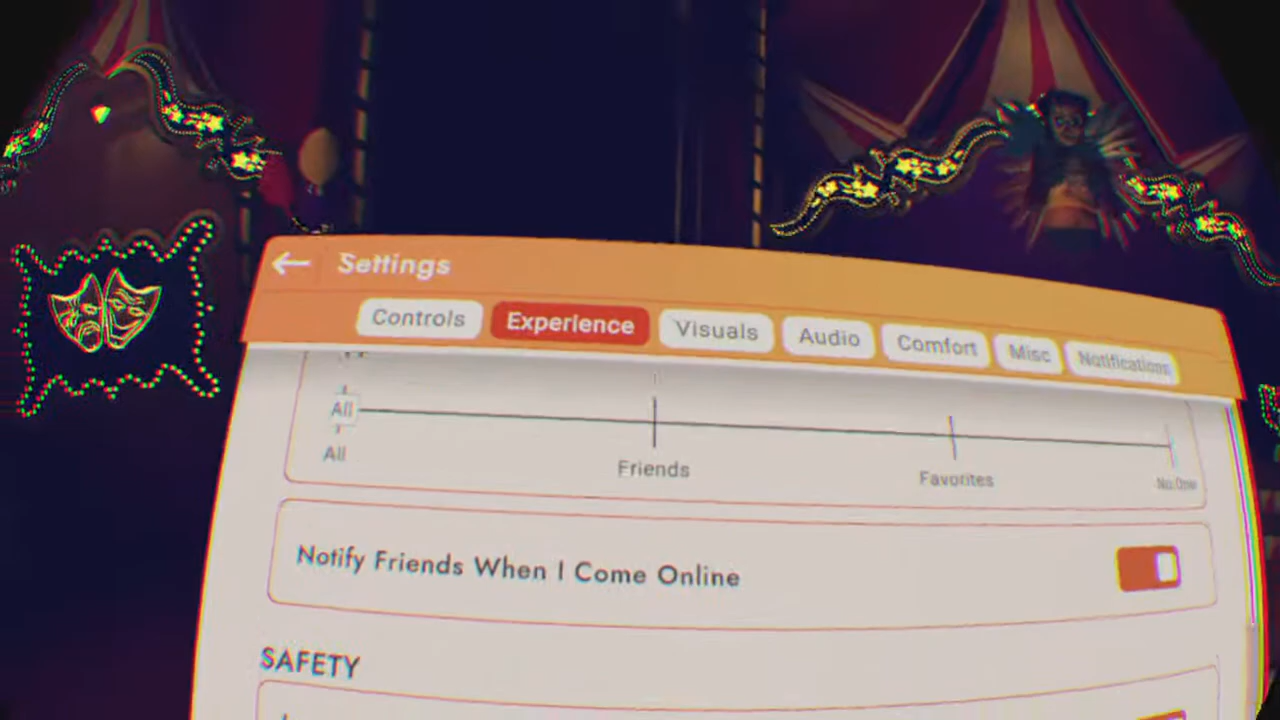 Settings
Controls Experience Visuals Audio Comfort Misc Notifications
All
All Friends Favorites No One
Notify Friends When I Come Online
SAFETY